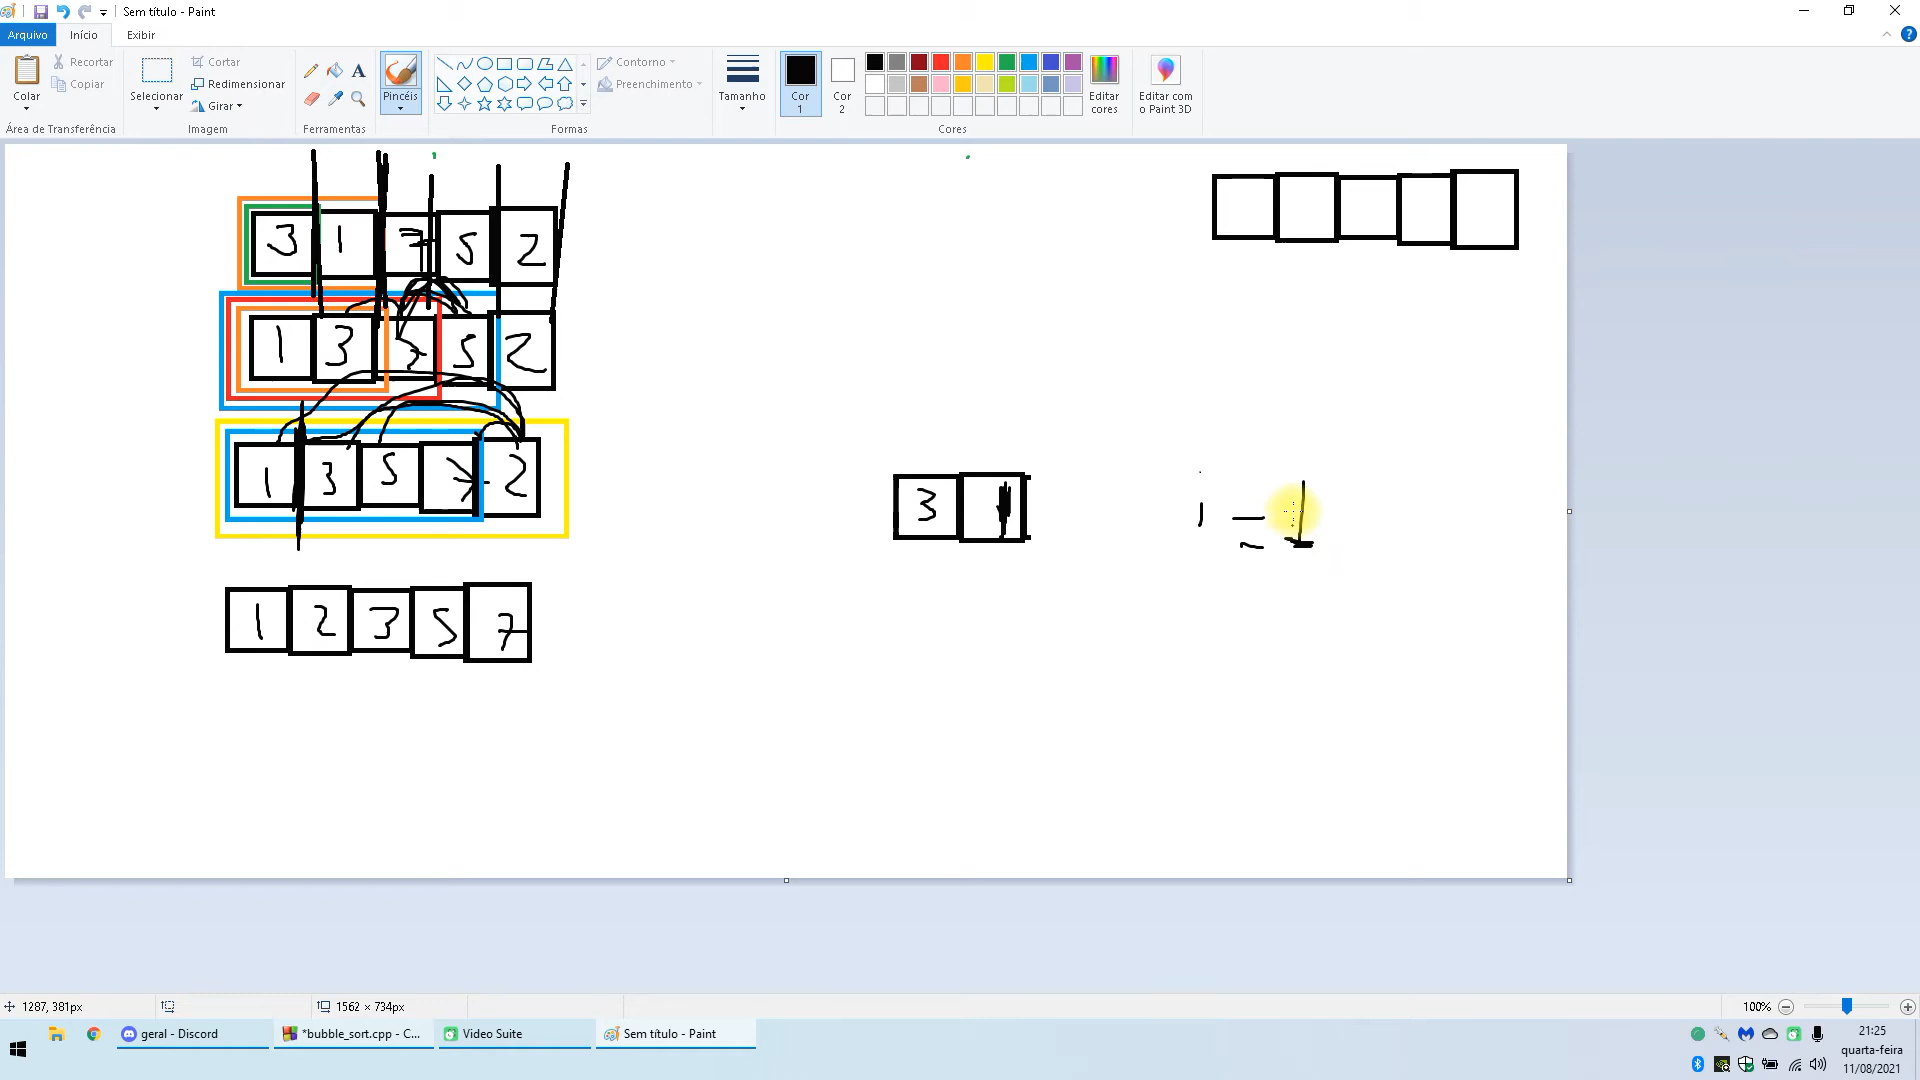 Sem título - Paint
Arquivo Início Exibir
Colar
Recortar
Copiar
Área de Transferência
Selecionar
Cortar
Redimensionar
Girar
Imagem
A
Ferramentas
Pincéis
Contorno
Preenchimento
Formas
Tamanho
Cor 1
Cor 2
Editar cores
Cores
Editar com o Paint 3D
3 1 7 5 2
1 3 5 2
1 3 5 7 2
3
i = 1
1 2 3 5 7
1287, 381px 1562 × 734px 100%
geral - Discord *bubble_sort.cpp - C... Video Suite Sem título - Paint
21:25
quarta-feira
11/08/2021